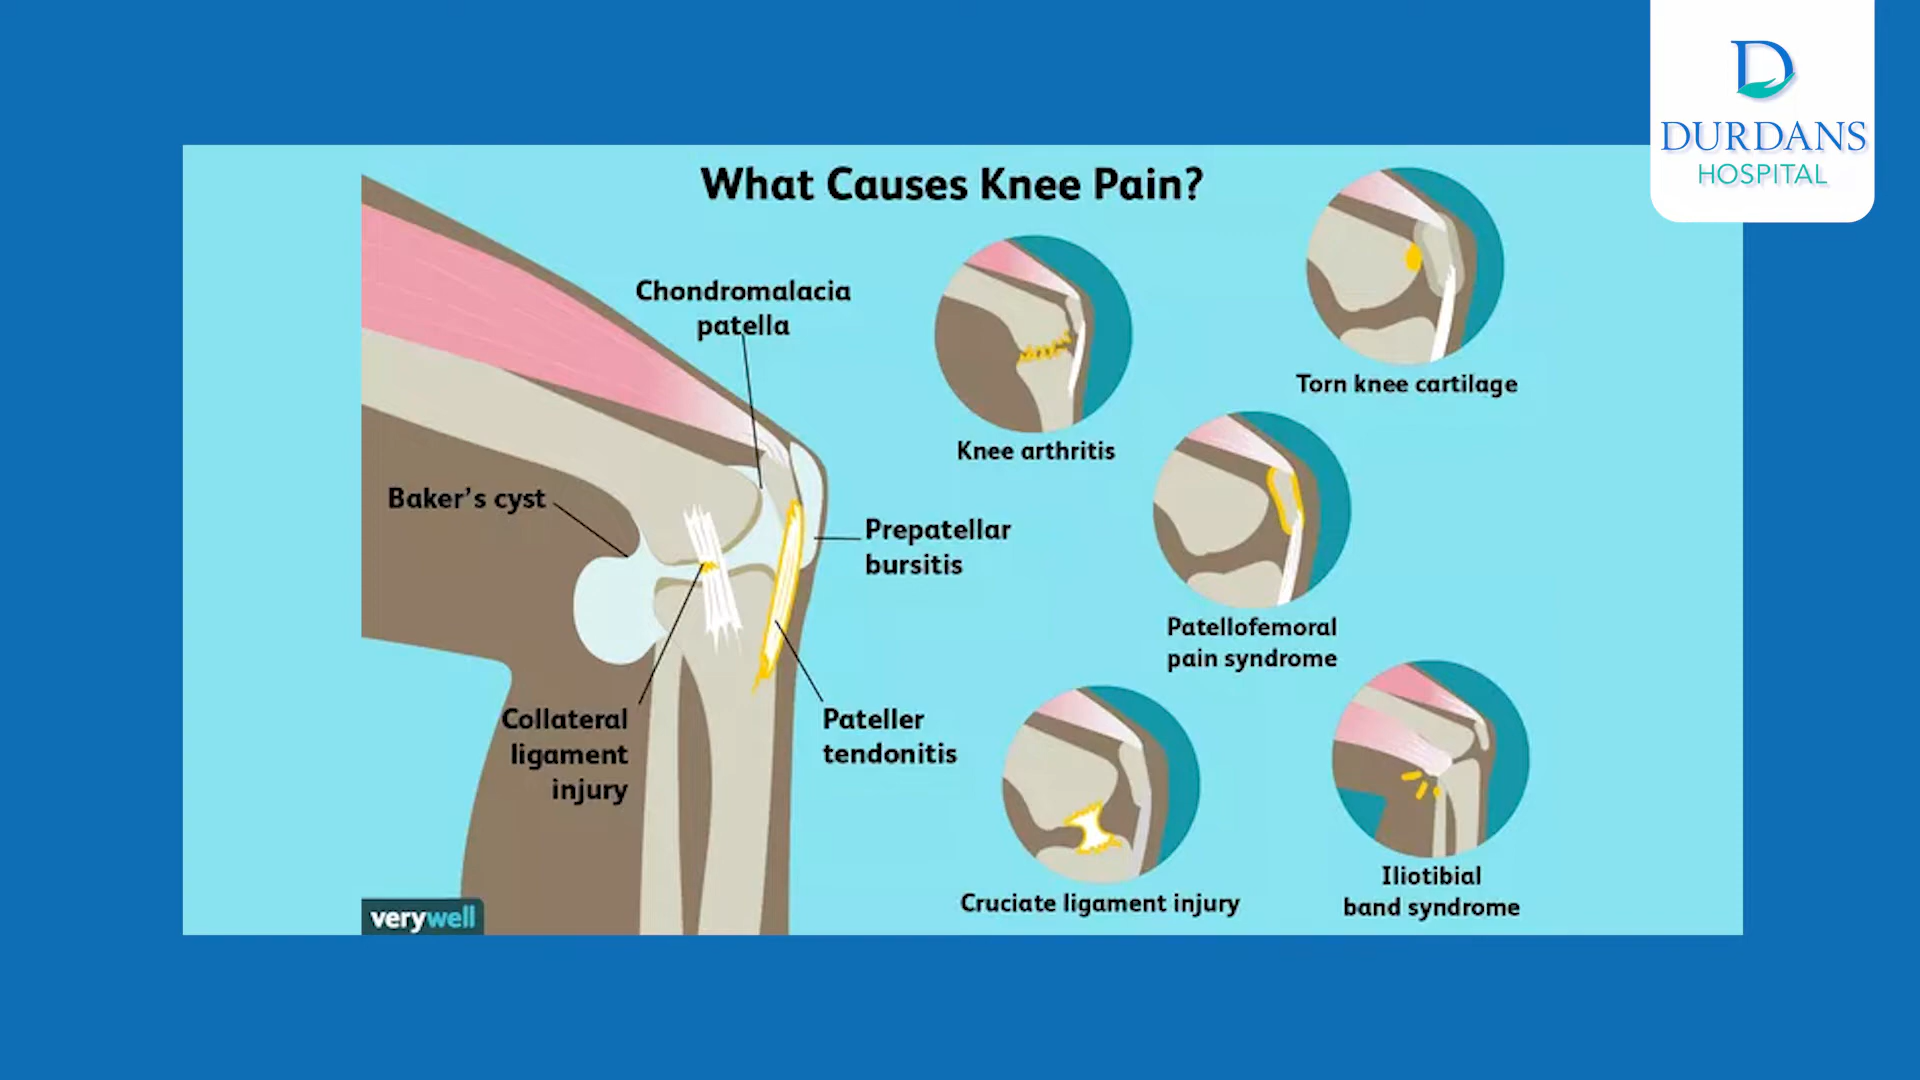 DURDANS
HOSPITAL
What Causes Knee Pain?
Chondromalacia
patella
Baker's cyst
Prepatellar
bursitis
Collateral
ligament
injury
Pateller
tendonitis
Knee arthritis
Torn knee cartilage
Patellofemoral
pain syndrome
Cruciate ligament injury
Iliotibial
band syndrome
verywell